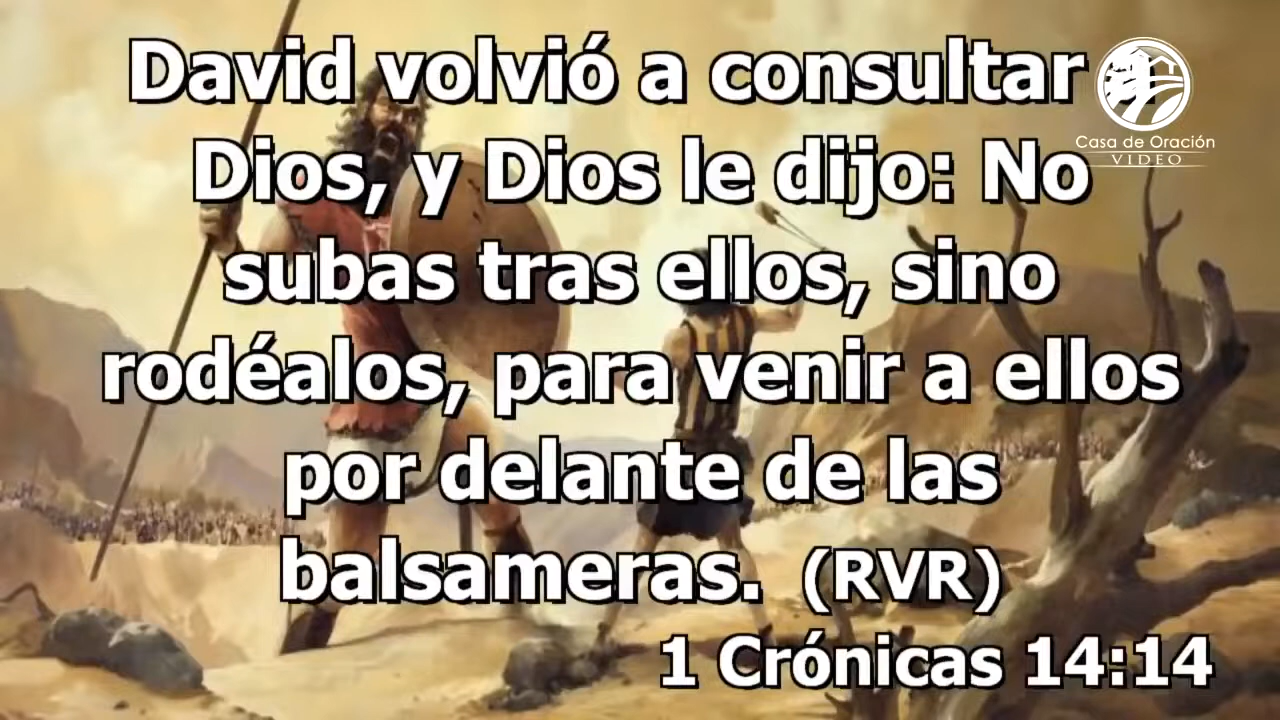 David volvió a consultar
Dios, y Dios le dijo: No
subas tras ellos, sino
rodéalos, para venir a ellos
por delante de las
balsameras. (RVR)
1 Crónicas 14:14
Casa de Oración
VIDEO